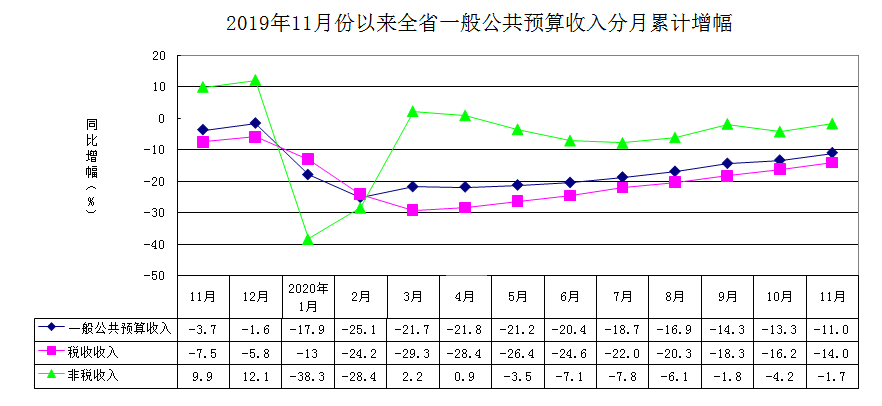 2019年11月份以来全省一般公共预算收入分月累计增幅
同比增幅（%）
20
10
0
-10
-20
-30
-40
-50
11月 12月 2020年1月 2月 3月 4月 5月 6月 7月 8月 9月 10月 11月
一般公共预算收入 -3.7 -1.6 -17.9 -25.1 -21.7 -21.8 -21.2 -20.4 -18.7 -16.9 -14.3 -13.3 -11.0
税收收入 -7.5 -5.8 -13 -24.2 -29.3 -28.4 -26.4 -24.6 -22.0 -20.3 -18.3 -16.2 -14.0
非税收入 9.9 12.1 -38.3 -28.4 2.2 0.9 -3.5 -7.1 -7.8 -6.1 -1.8 -4.2 -1.7